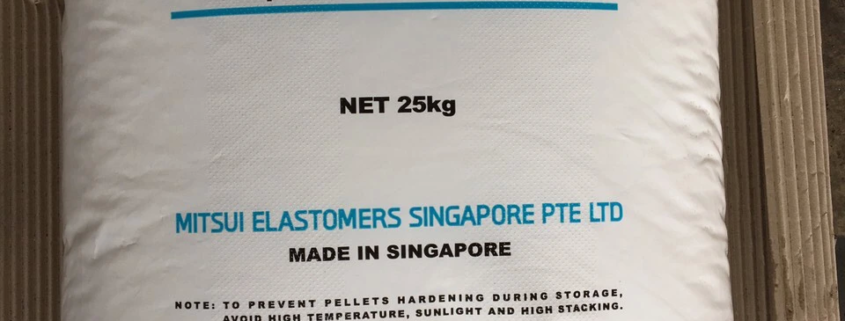 NET 25kg
MITSUI ELASTOMERS SINGAPORE PTE LTD
MADE IN SINGAPORE
NOTE: TO PREVENT PELLETS HARDENING DURING STORAGE,
AVOID HIGH TEMPERATURE, SUNLIGHT AND HIGH STACKING.